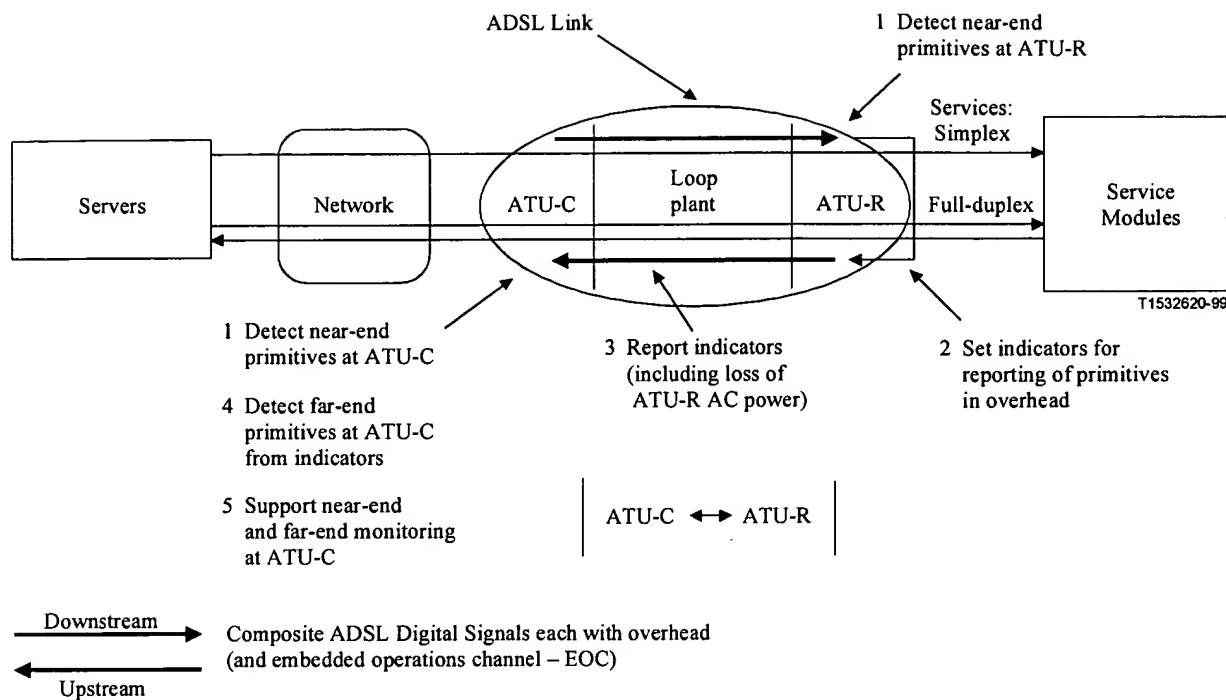 ADSL Link
1 Detect near-end
primitives at ATU-R
Services:
Simplex
Servers
Network
ATU-C
Loop
plant
ATU-R
Full-duplex
Service
Modules
T1532620-99
1 Detect near-end
primitives at ATU-C
3 Report indicators
(including loss of
ATU-R AC power)
2 Set indicators for
reporting of primitives
in overhead
4 Detect far-end
primitives at ATU-C
from indicators
5 Support near-end
and far-end monitoring
at ATU-C
ATU-C ATU-R
Downstream
Composite ADSL Digital Signals each with overhead
(and embedded operations channel – EOC)
Upstream